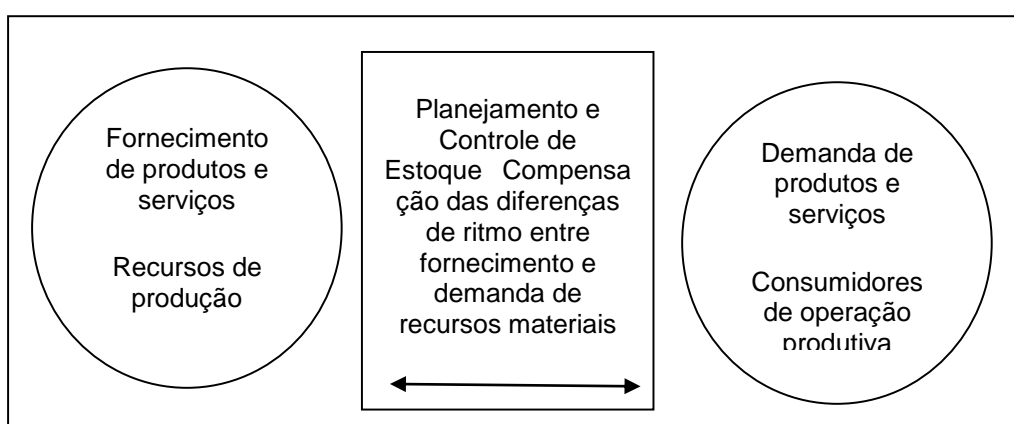 Fornecimento
de produtos e
serviços
Recursos de
produção
Planejamento e
Controle de
Estoque Compensa
ção das diferenças
de ritmo entre
fornecimento e
demanda de
recursos materiais
Demanda de
produtos e
serviços
Consumidores
de operação
produtiva